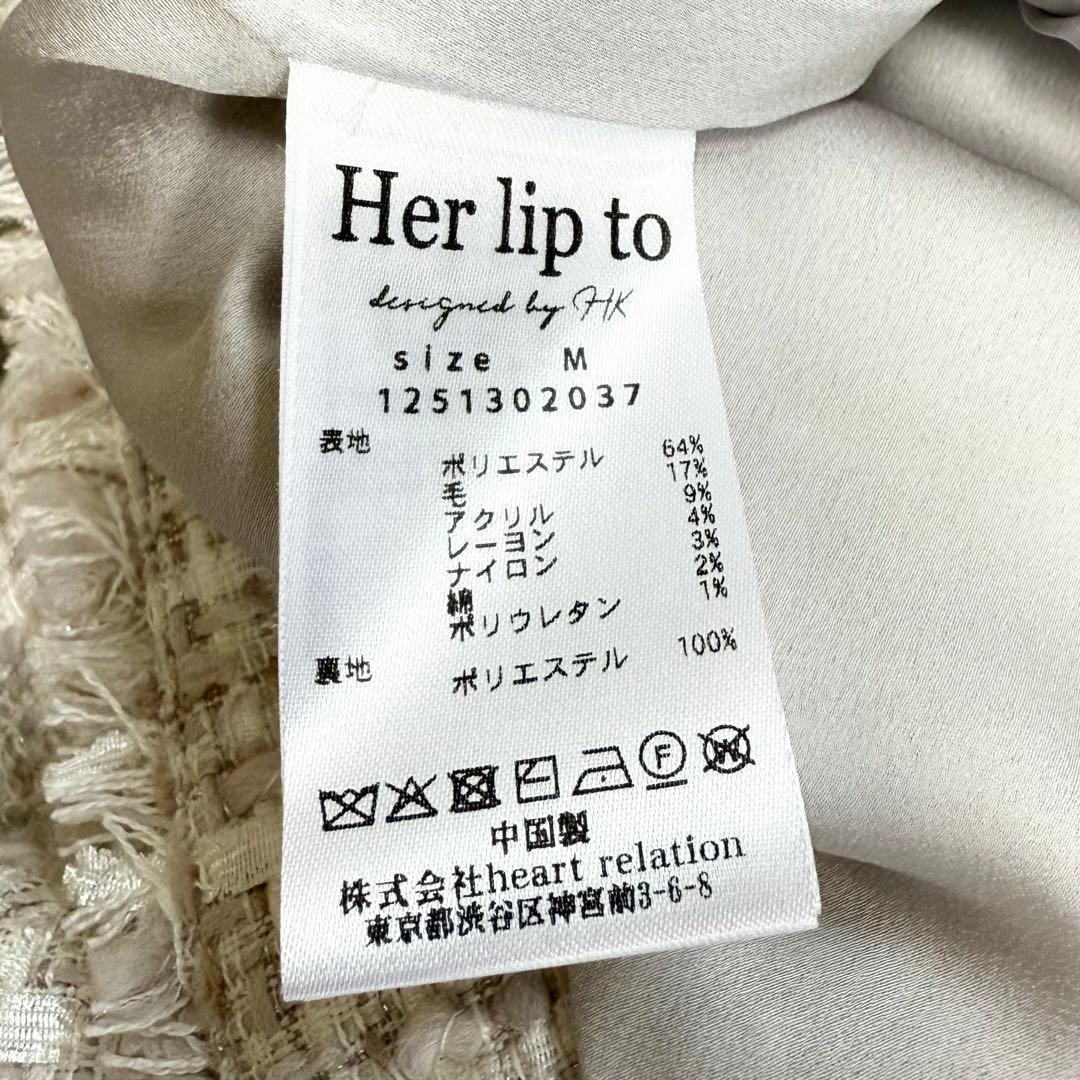 Her lip to
designed by HK
size M
1251302037
表地
ポリエステル 64%
毛 17%
アクリル 9%
レーヨン 4%
ナイロン 3%
綿 2%
ポリウレタン 1%
裏地
ポリエステル 100%
F
W
中国製
株式会社heart relation
東京都渋谷区神宮前3-6-8